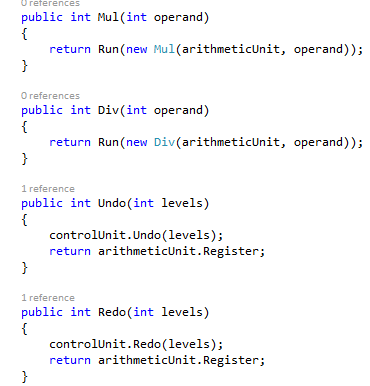 0 references
public int Mul(int operand)
{
    return Run(new Mul(arithmeticUnit, operand));
}
0 references
public int Div(int operand)
{
    return Run(new Div(arithmeticUnit, operand));
}
1 reference
public int Undo(int levels)
{
    controlUnit.Undo(levels);
    return arithmeticUnit.Register;
}
1 reference
public int Redo(int levels)
{
    controlUnit.Redo(levels);
    return arithmeticUnit.Register;
}